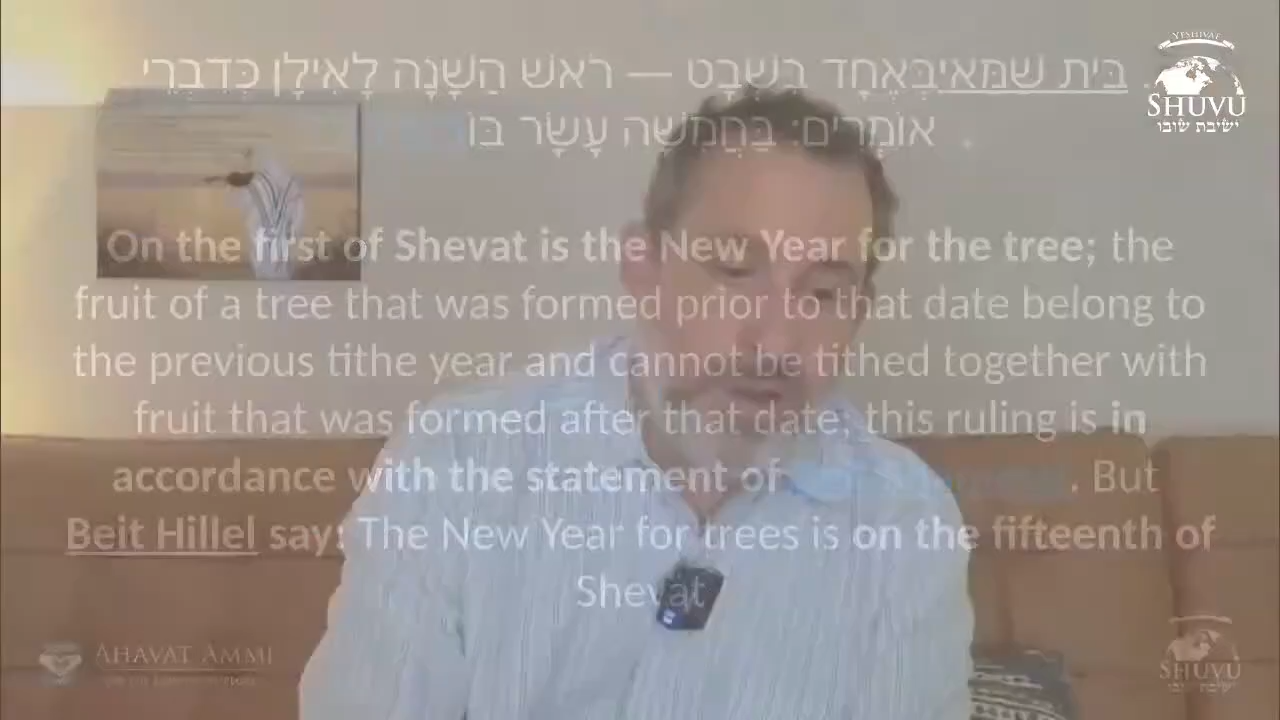 בְּאֶחָד בִּשְׁבָט — רֹאשׁ הַשָּׁנָה לָאִילָן כְּדִבְרֵי בֵּית שַׁמַּאי .
אוֹמְרִים: בַּחֲמִשָּׁה עָשָׂר בּוֹ .
On the first of Shevat is the New Year for the tree; the
fruit of a tree that was formed prior to that date belong to
the previous tithe year and cannot be tithed together with
fruit that was formed after that date; this ruling is in
accordance with the statement of . But
Beit Hillel say: The New Year for trees is on the fifteenth of
Shevat
YESHIVAT
SHUVU
ישיבת שובו
AHAVAT AMMI
SHUVU
ישיבת שובו